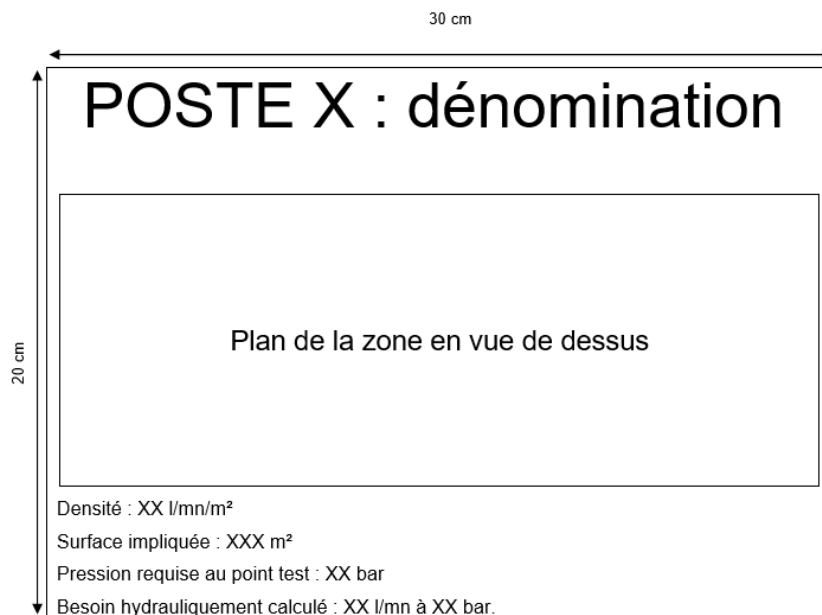 30 cm
POSTE X : dénomination
Plan de la zone en vue de dessus
20 cm
Densité : XX l/mn/m²
Surface impliquée : XXX m²
Pression requise au point test : XX bar
Besoin hydrauliquement calculé : XX l/mn à XX bar.